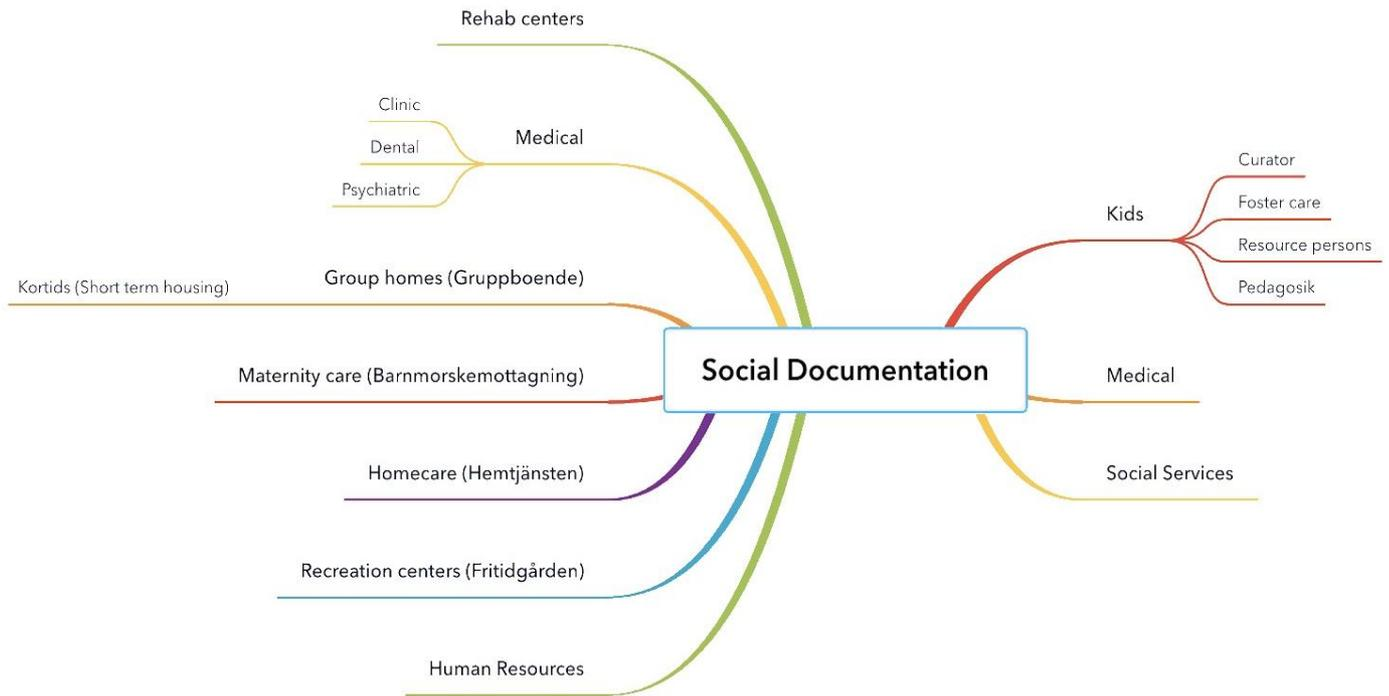 Rehab centers
Clinic
Dental
Psychiatric
Medical
Kortids (Short term housing)
Group homes (Gruppboende)
Maternity care (Barnmorskemottagning)
Homecare (Hemtjänsten)
Recreation centers (Fritidgården)
Human Resources
Social Documentation
Kids
Curator
Foster care
Resource persons
Pedagosik
Medical
Social Services